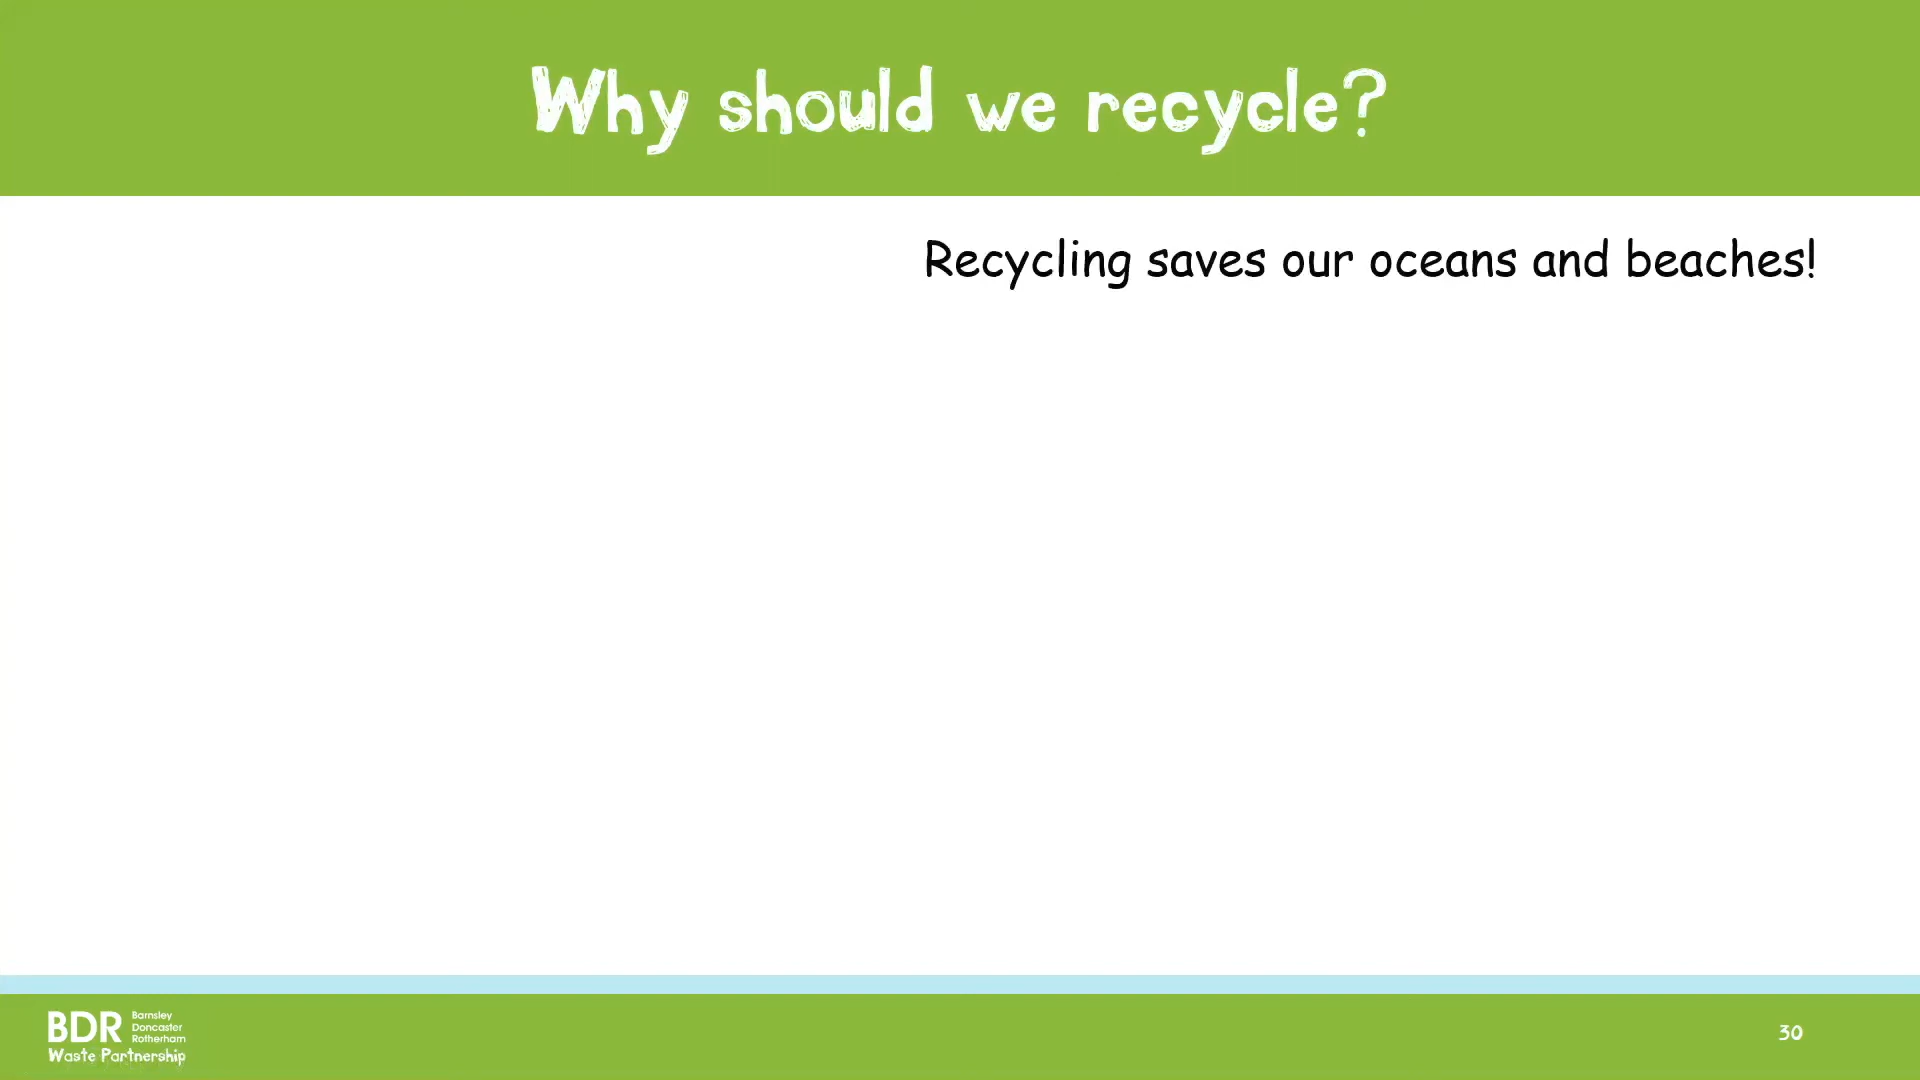 Why should we recycle?
Recycling saves our oceans and beaches!
BDR
Barnsley
Doncaster
Rotherham
Waste Partnership
30